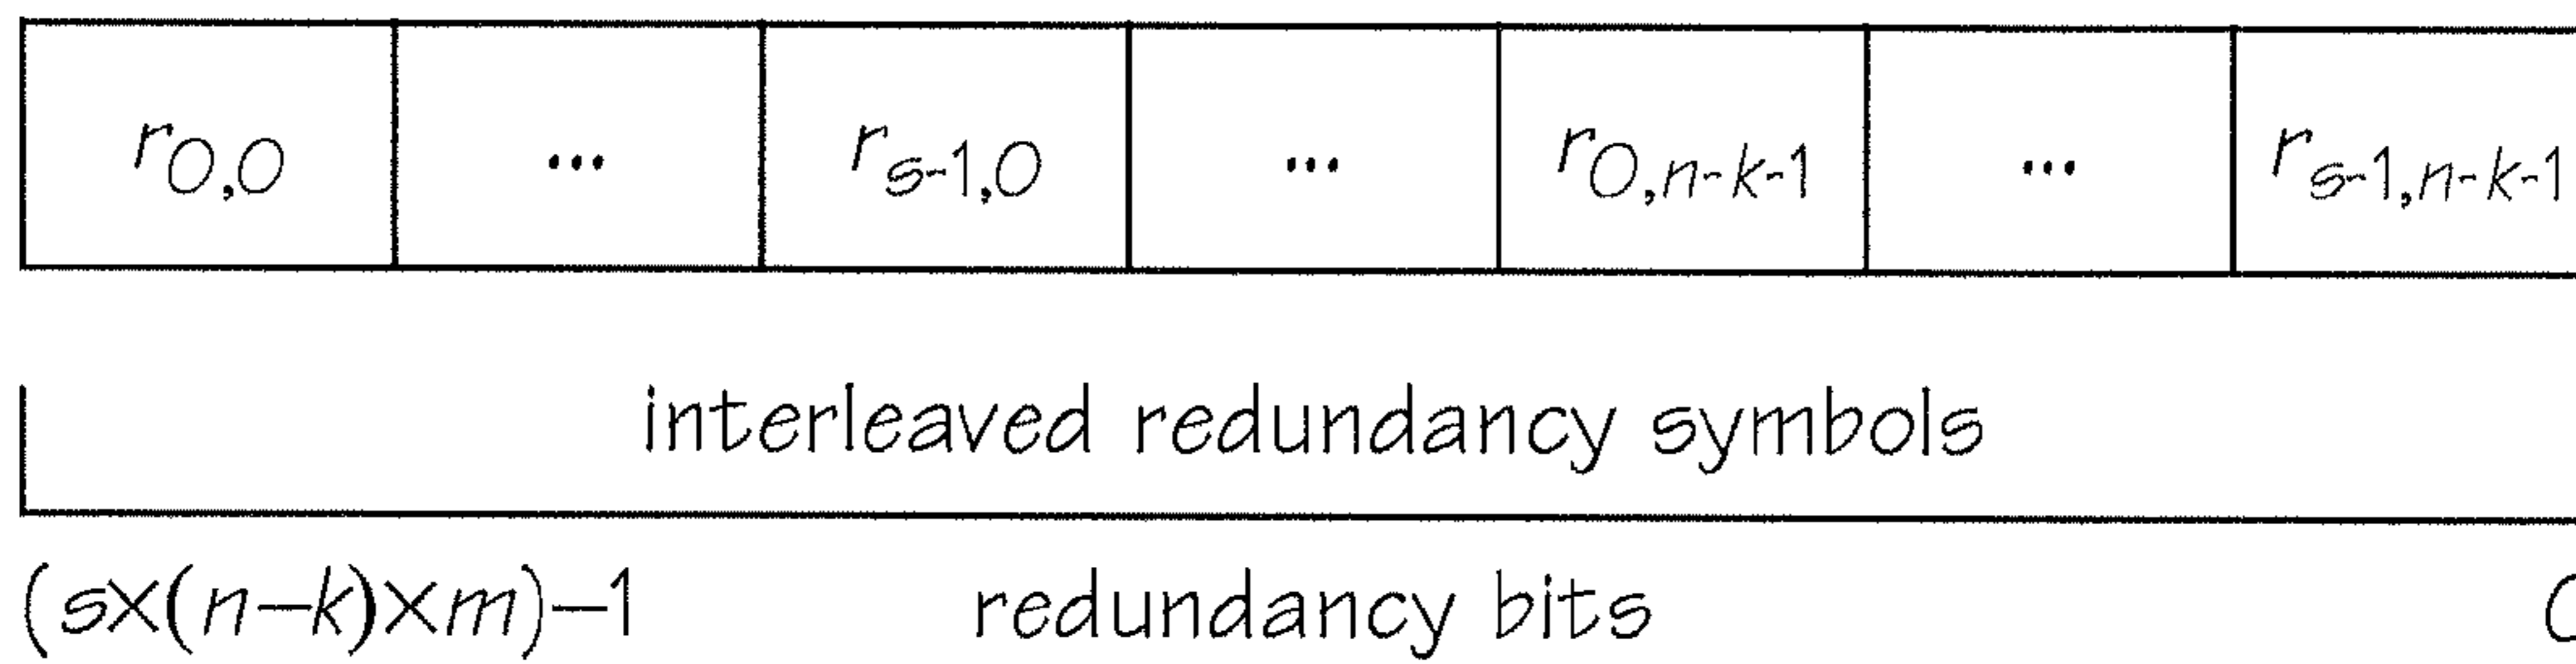 r0,0 ... rs-1,0 ... r0,n-k-1 ... rs-1,n-k-1
interleaved redundancy symbols
(s×(n−k)×m)−1 redundancy bits